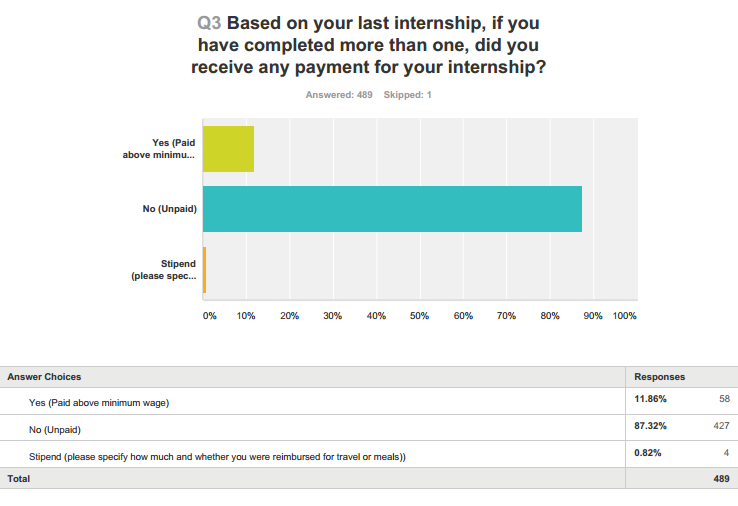 Q3 Based on your last internship, if you
have completed more than one, did you
receive any payment for your internship?
Answered: 489 Skipped: 1
Yes (Paid
above minimu...
No (Unpaid)
Stipend
(please spec...
0% 10% 20% 30% 40% 50% 60% 70% 80% 90% 100%
Answer Choices Responses
Yes (Paid above minimum wage) 11.86% 58
No (Unpaid) 87.32% 427
Stipend (please specify how much and whether you were reimbursed for travel or meals)) 0.82% 4
Total 489